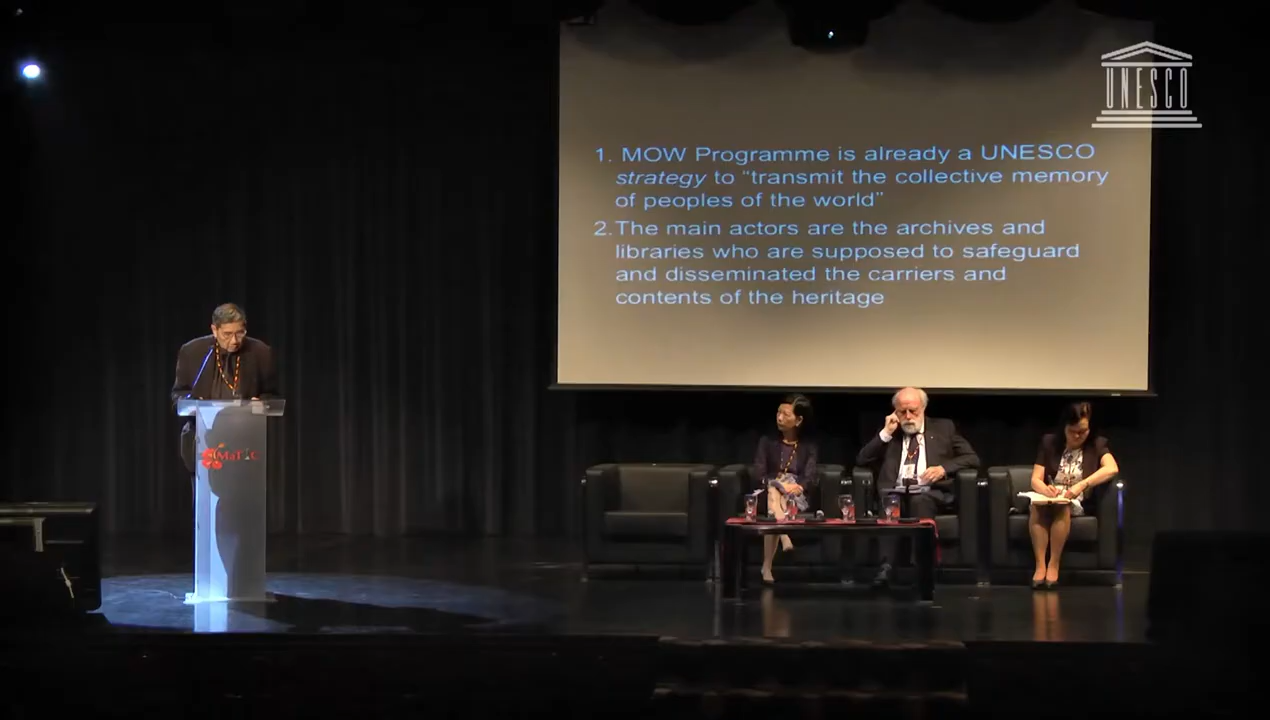 UNESCO
1. MOW Programme is already a UNESCO
strategy to “transmit the collective memory
of peoples of the world”
2. The main actors are the archives and
libraries who are supposed to safeguard
and disseminated the carriers and
contents of the heritage
MaTiC